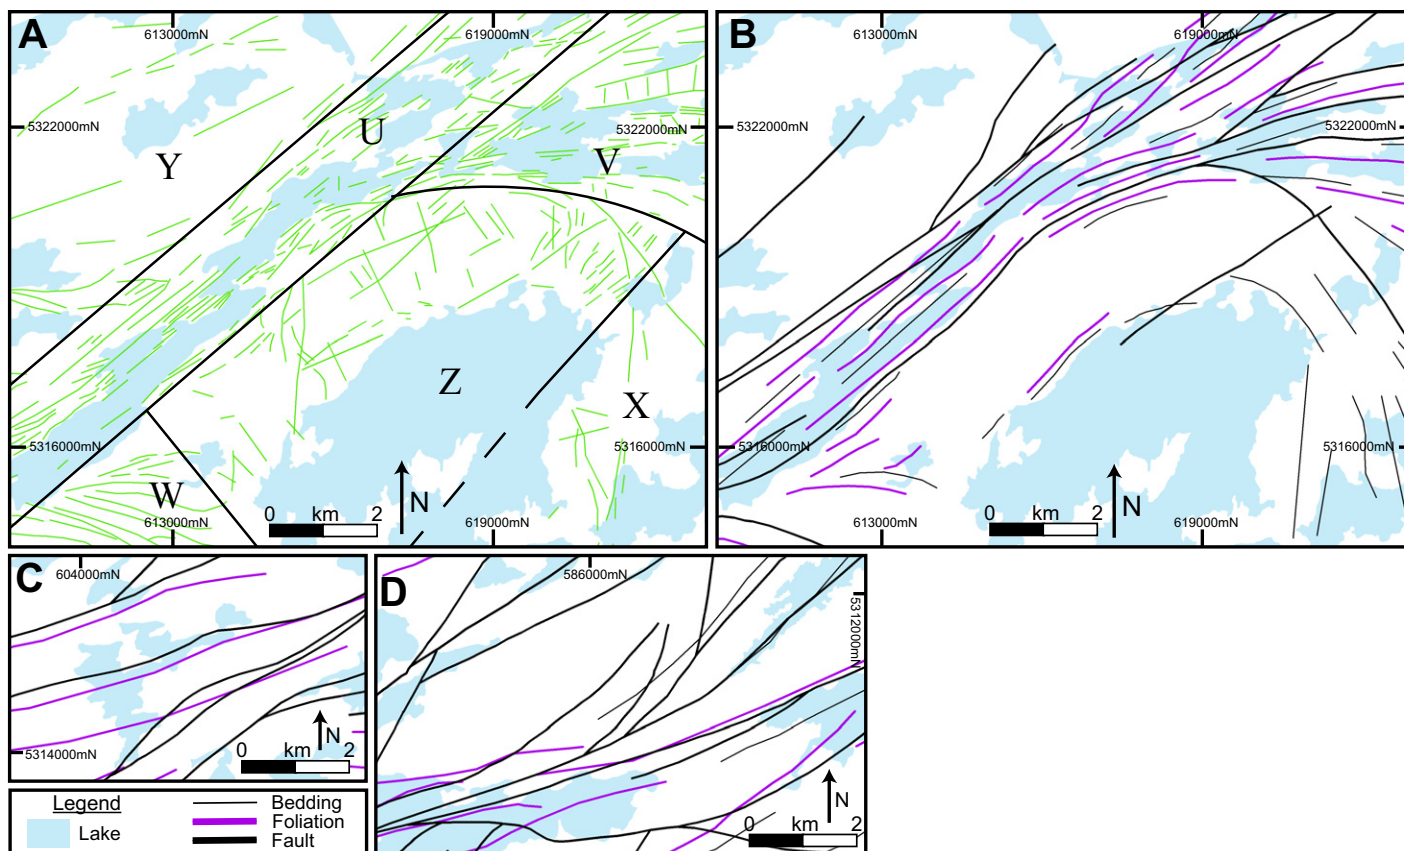 A
613000mN
619000mN
5322000mN
5322000mN
U
V
Y
Z
X
5316000mN
5316000mN
W
N
0 km 2
613000mN
619000mN
B
613000mN
619000mN
5322000mN
5322000mN
5316000mN
5316000mN
N
0 km 2
613000mN
619000mN
C
604000mN
N
0 km 2
5314000mN
D
586000mN
5312000mN
N
0 km 2
Legend
Lake
Bedding
Foliation
Fault